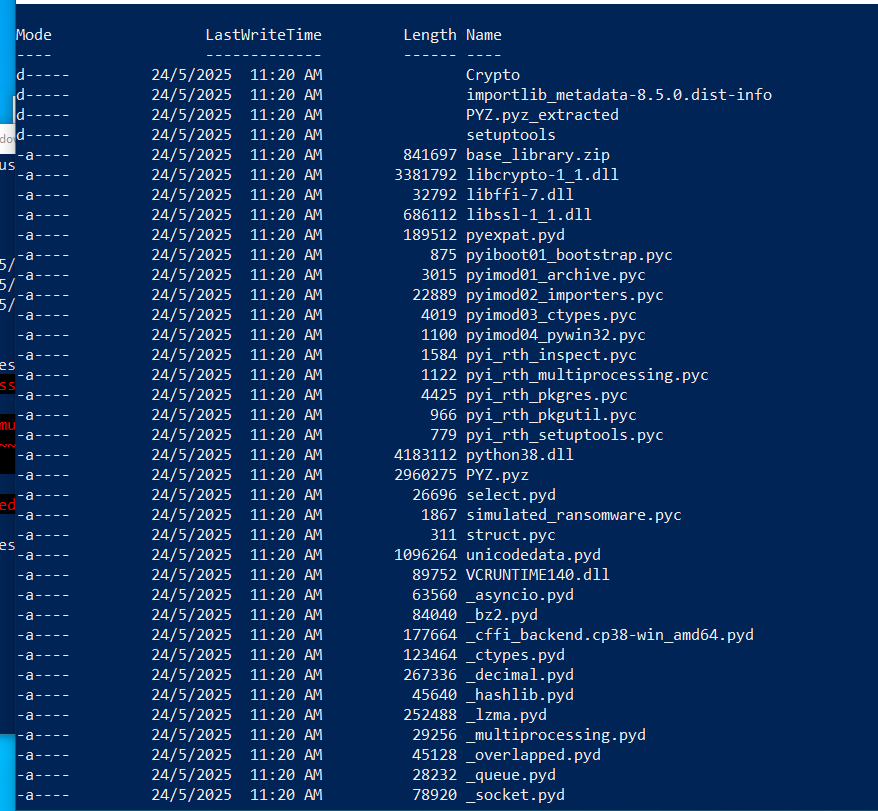 Mode                 LastWriteTime         Length Name
----                 -------------         ------ ----
d-----         24/5/2025  11:20 AM                Crypto
d-----         24/5/2025  11:20 AM                importlib_metadata-8.5.0.dist-info
d-----         24/5/2025  11:20 AM                PYZ.pyz_extracted
d-----         24/5/2025  11:20 AM                setuptools
-a----         24/5/2025  11:20 AM         841697 base_library.zip
-a----         24/5/2025  11:20 AM        3381792 libcrypto-1_1.dll
-a----         24/5/2025  11:20 AM          32792 libffi-7.dll
-a----         24/5/2025  11:20 AM         686112 libssl-1_1.dll
-a----         24/5/2025  11:20 AM         189512 pyexpat.pyd
-a----         24/5/2025  11:20 AM            875 pyiboot01_bootstrap.pyc
-a----         24/5/2025  11:20 AM           3015 pyimod01_archive.pyc
-a----         24/5/2025  11:20 AM          22889 pyimod02_importers.pyc
-a----         24/5/2025  11:20 AM           4019 pyimod03_ctypes.pyc
-a----         24/5/2025  11:20 AM           1100 pyimod04_pywin32.pyc
-a----         24/5/2025  11:20 AM           1584 pyi_rth_inspect.pyc
-a----         24/5/2025  11:20 AM           1122 pyi_rth_multiprocessing.pyc
-a----         24/5/2025  11:20 AM           4425 pyi_rth_pkgres.pyc
-a----         24/5/2025  11:20 AM            966 pyi_rth_pkgutil.pyc
-a----         24/5/2025  11:20 AM            779 pyi_rth_setuptools.pyc
-a----         24/5/2025  11:20 AM        4183112 python38.dll
-a----         24/5/2025  11:20 AM        2960275 PYZ.pyz
-a----         24/5/2025  11:20 AM          26696 select.pyd
-a----         24/5/2025  11:20 AM           1867 simulated_ransomware.pyc
-a----         24/5/2025  11:20 AM            311 struct.pyc
-a----         24/5/2025  11:20 AM        1096264 unicodedata.pyd
-a----         24/5/2025  11:20 AM          89752 VCRUNTIME140.dll
-a----         24/5/2025  11:20 AM          63560 _asyncio.pyd
-a----         24/5/2025  11:20 AM          84040 _bz2.pyd
-a----         24/5/2025  11:20 AM         177664 _cffi_backend.cp38-win_amd64.pyd
-a----         24/5/2025  11:20 AM         123464 _ctypes.pyd
-a----         24/5/2025  11:20 AM         267336 _decimal.pyd
-a----         24/5/2025  11:20 AM          45640 _hashlib.pyd
-a----         24/5/2025  11:20 AM         252488 _lzma.pyd
-a----         24/5/2025  11:20 AM          29256 _multiprocessing.pyd
-a----         24/5/2025  11:20 AM          45128 _overlapped.pyd
-a----         24/5/2025  11:20 AM          28232 _queue.pyd
-a----         24/5/2025  11:20 AM          78920 _socket.pyd